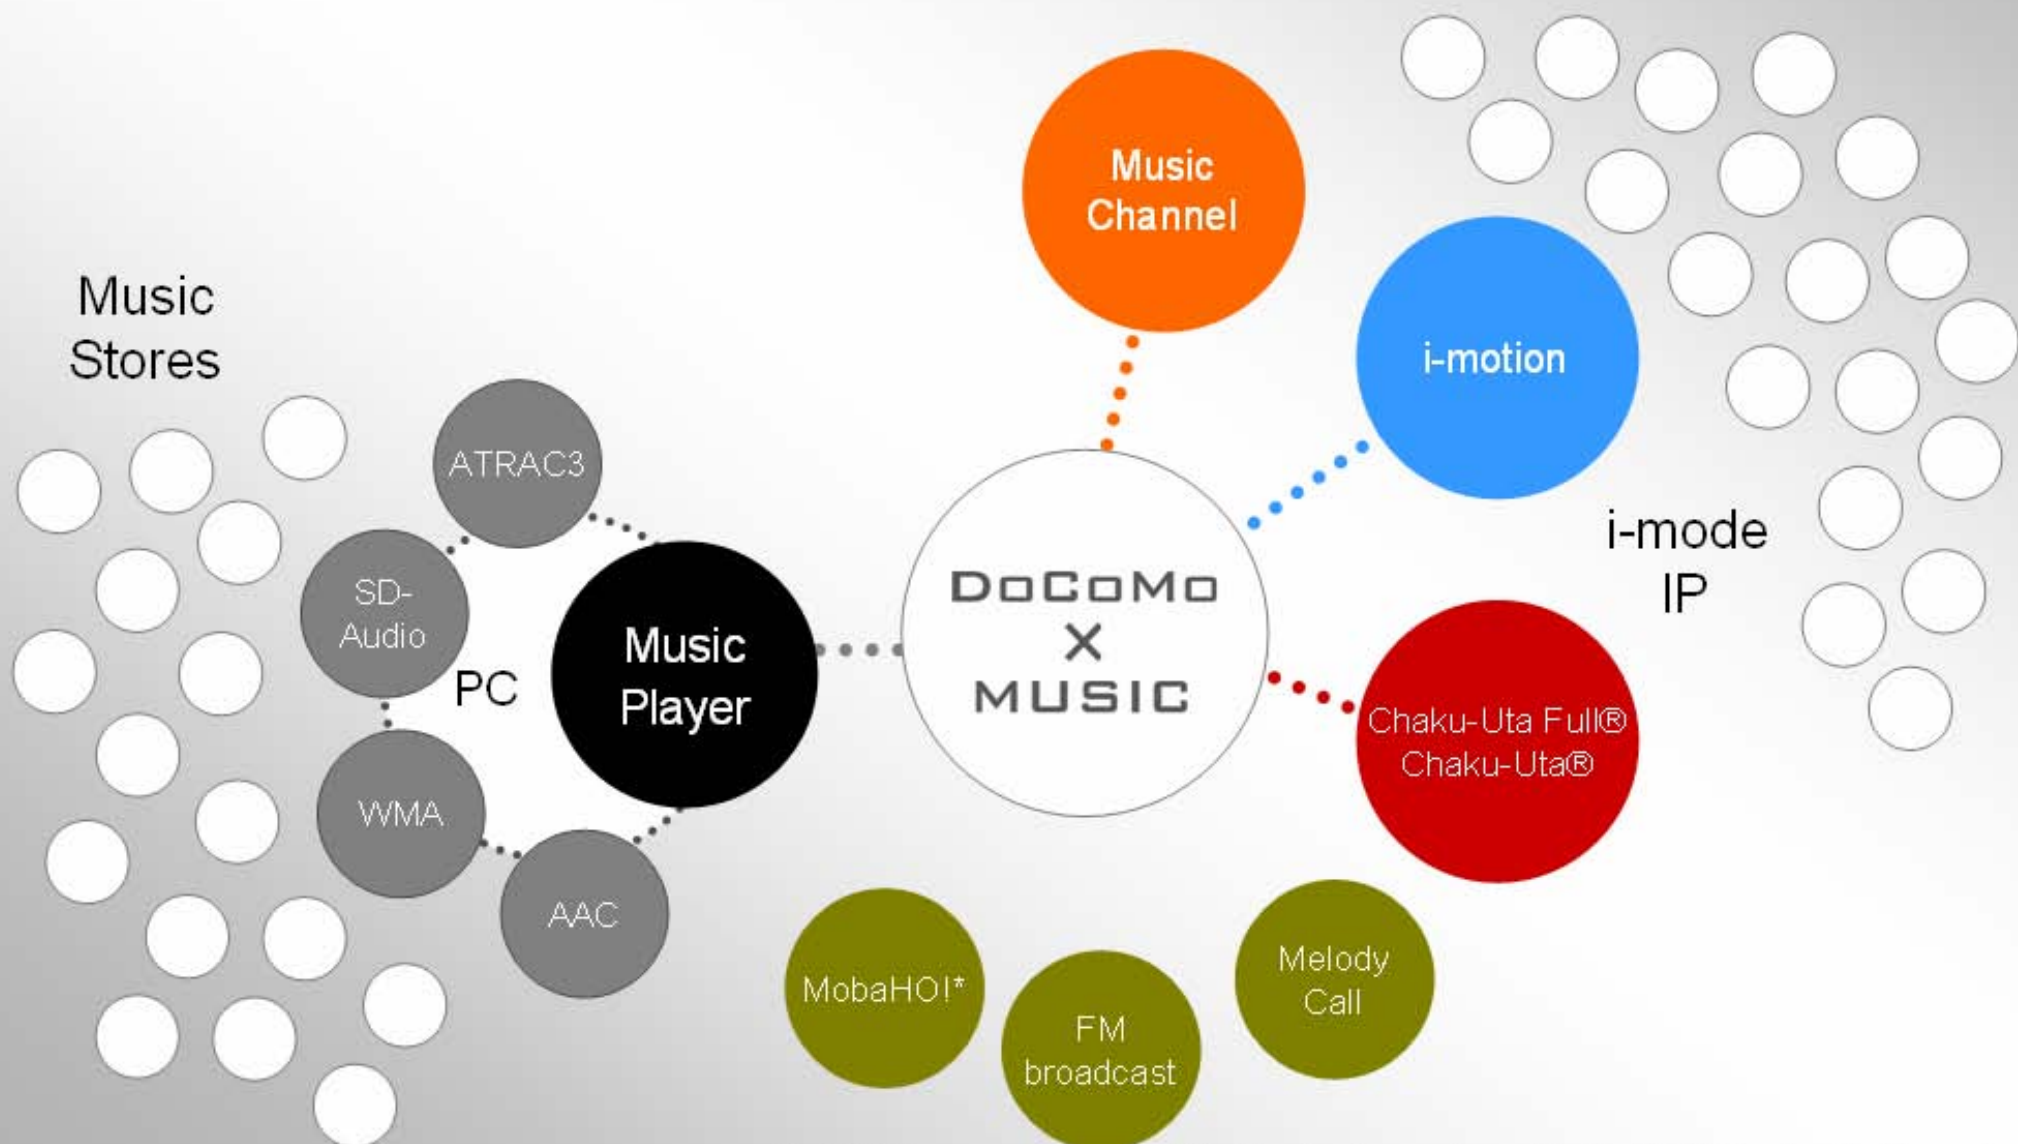 Music
Channel
Music
Stores
i-motion
ATRAC3
i-mode
IP
SD-
Audio
PC
Music
Player
DoCoMo
X
MUSIC
Chaku-Uta Full®
Chaku-Uta®
WMA
AAC
MobaHO!*
FM
broadcast
Melody
Call